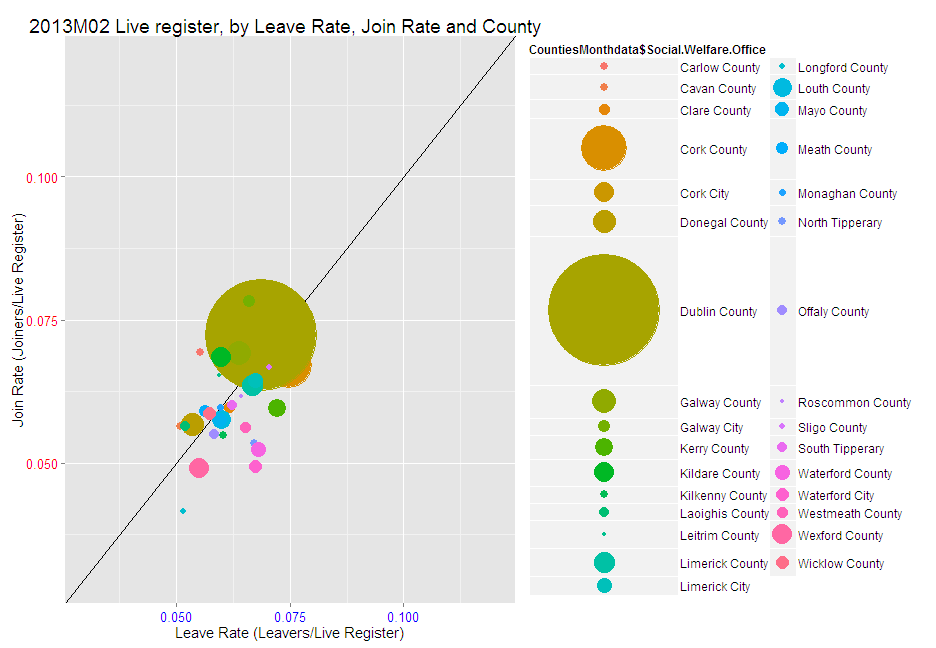 2013M02 Live register, by Leave Rate, Join Rate and County
Join Rate (Joiners/Live Register)
0.100
0.075
0.050
0.050 0.075 0.100
Leave Rate (Leavers/Live Register)
CountiesMonthdata$Social.Welfare.Office
Carlow County
Cavan County
Clare County
Cork County
Cork City
Donegal County
Dublin County
Galway County
Galway City
Kerry County
Kildare County
Kilkenny County
Laoighis County
Leitrim County
Limerick County
Limerick City
Longford County
Louth County
Mayo County
Meath County
Monaghan County
North Tipperary
Offaly County
Roscommon County
Sligo County
South Tipperary
Waterford County
Waterford City
Westmeath County
Wexford County
Wicklow County